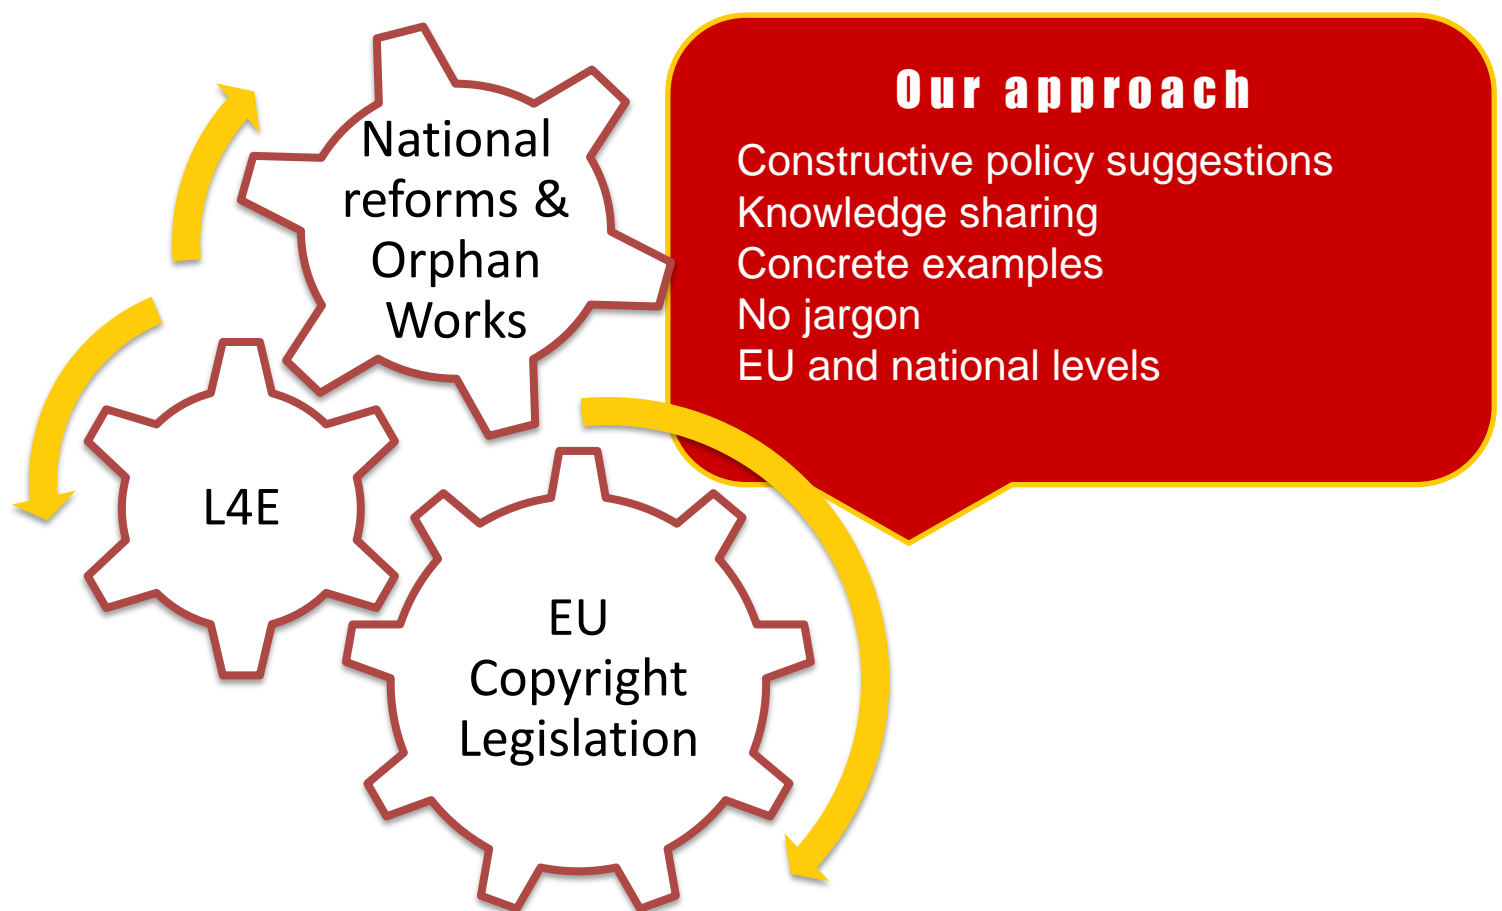 National
reforms &
Orphan
Works
L4E
EU
Copyright
Legislation
Our approach
Constructive policy suggestions
Knowledge sharing
Concrete examples
No jargon
EU and national levels